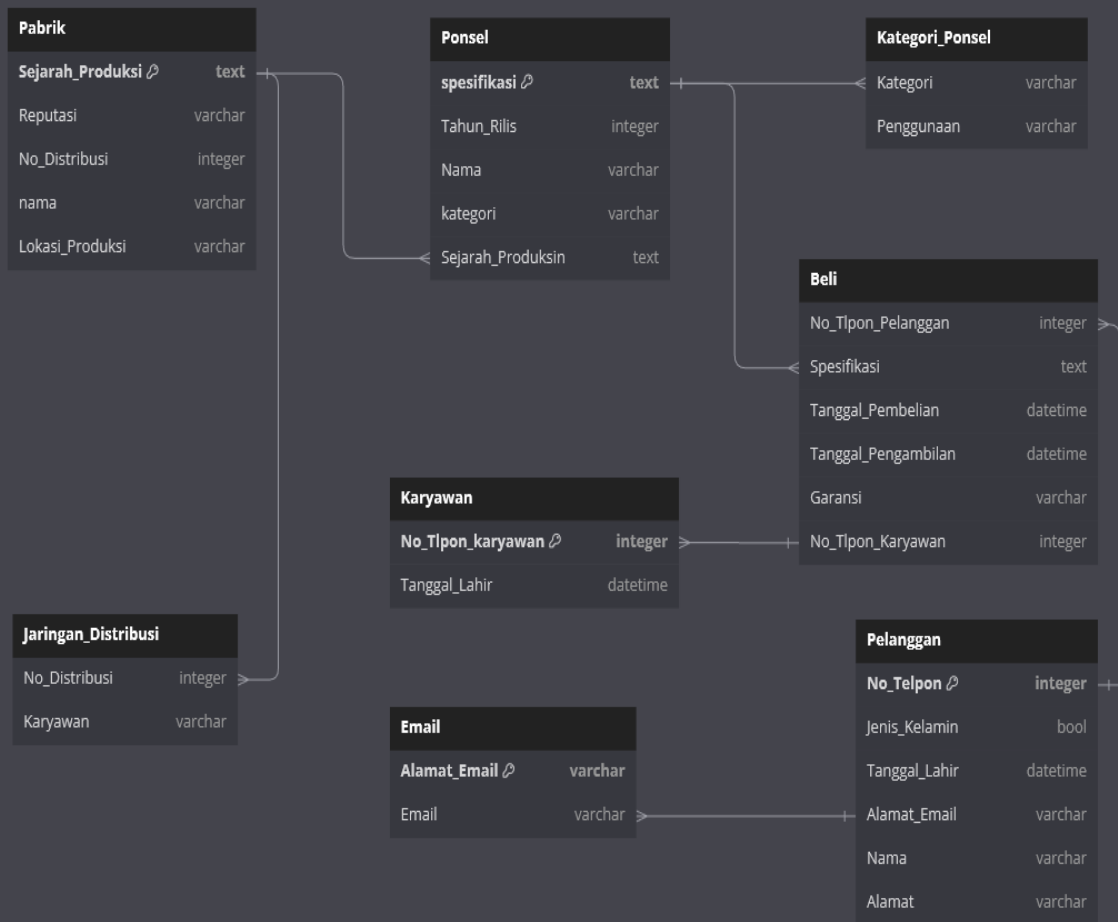 Pabrik
Sejarah_Produksi text
Reputasi varchar
No_Distribusi integer
nama varchar
Lokasi_Produksi varchar
Ponsel
spesifikasi text
Tahun_Rilis integer
Nama varchar
kategori varchar
Sejarah_Produksin text
Kategori_Ponsel
Kategori varchar
Penggunaan varchar
Beli
No_Tlpon_Pelanggan integer
Spesifikasi text
Tanggal_Pembelian datetime
Tanggal_Pengambilan datetime
Garansi varchar
No_Tlpon_Karyawan integer
Karyawan
No_Tlpon_karyawan integer
Tanggal_Lahir datetime
Jaringan_Distribusi
No_Distribusi integer
Karyawan varchar
Email
Alamat_Email varchar
Email varchar
Pelanggan
No_Telpon integer
Jenis_Kelamin bool
Tanggal_Lahir datetime
Alamat_Email varchar
Nama varchar
Alamat varchar